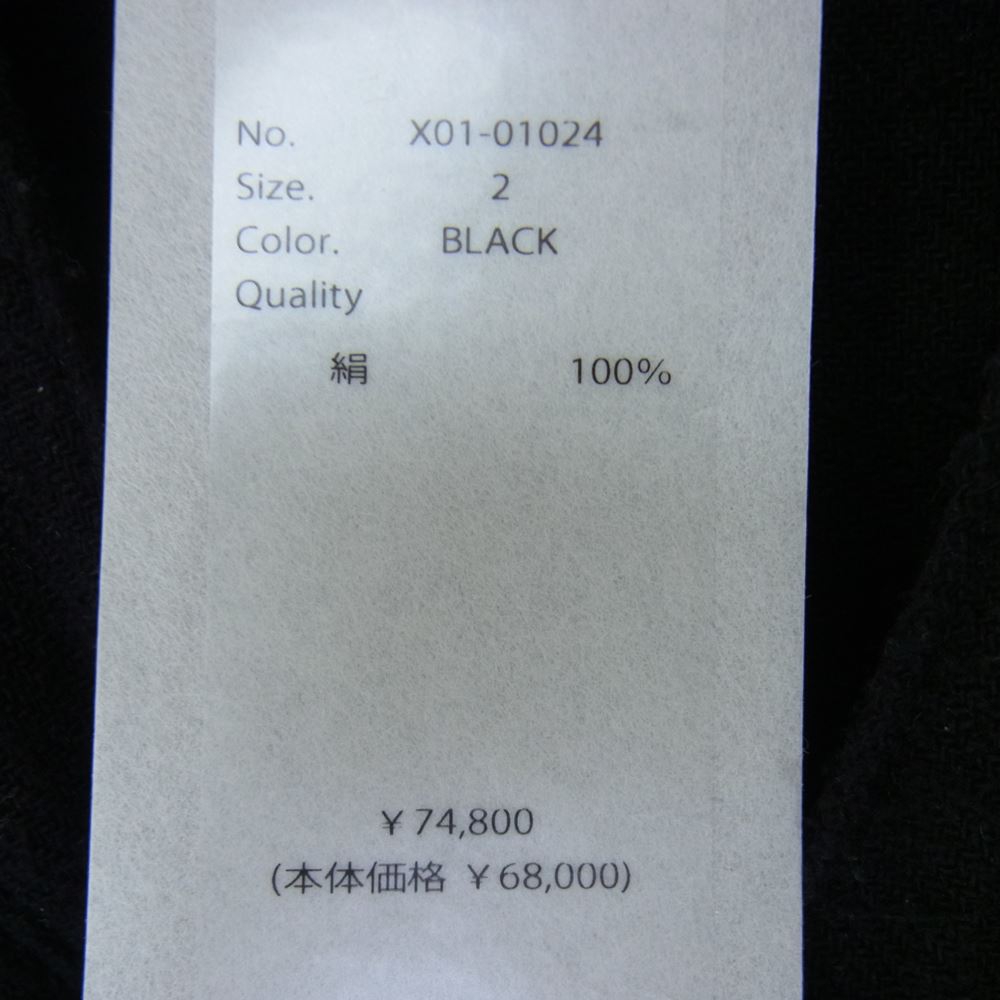 No. X01-01024
Size. 2
Color. BLACK
Quality
絹 100%
¥ 74,800
(本体価格 ¥ 68,000)